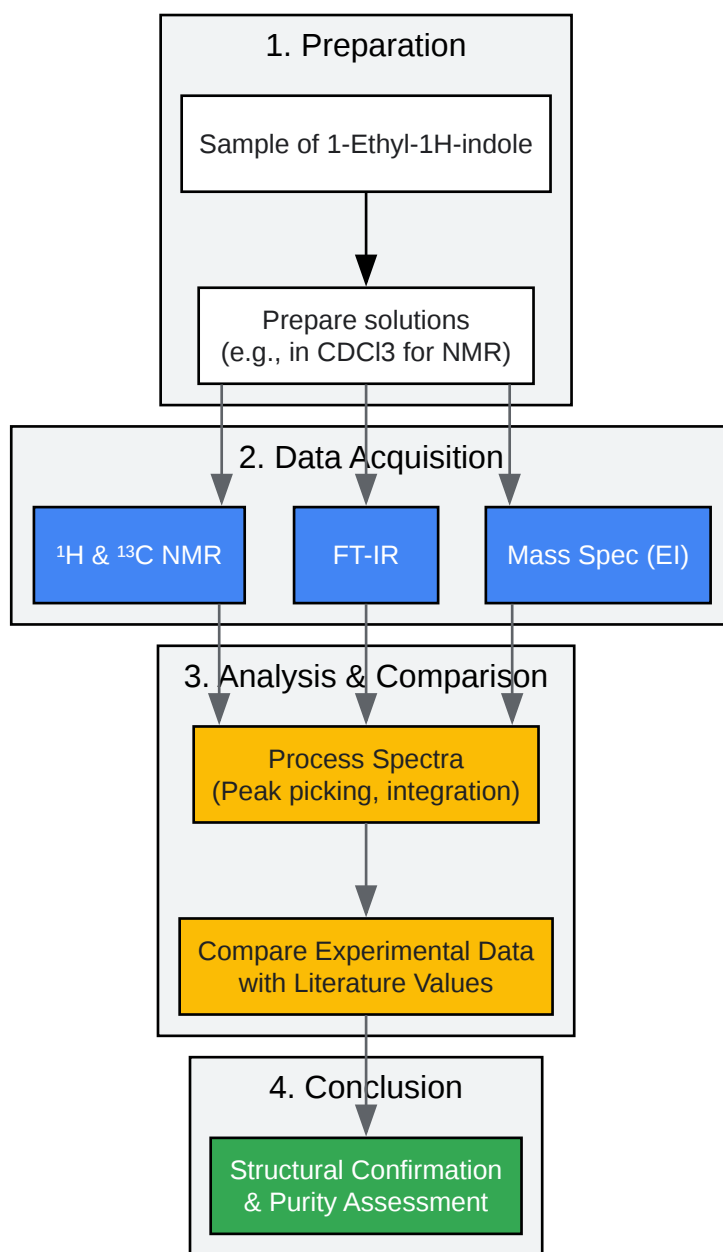 1. Preparation
Sample of 1-Ethyl-1H-indole
Prepare solutions
(e.g., in CDCl3 for NMR)
2. Data Acquisition
¹H & ¹³C NMR
FT-IR
Mass Spec (EI)
3. Analysis & Comparison
Process Spectra
(Peak picking, integration)
Compare Experimental Data
with Literature Values
4. Conclusion
Structural Confirmation
& Purity Assessment